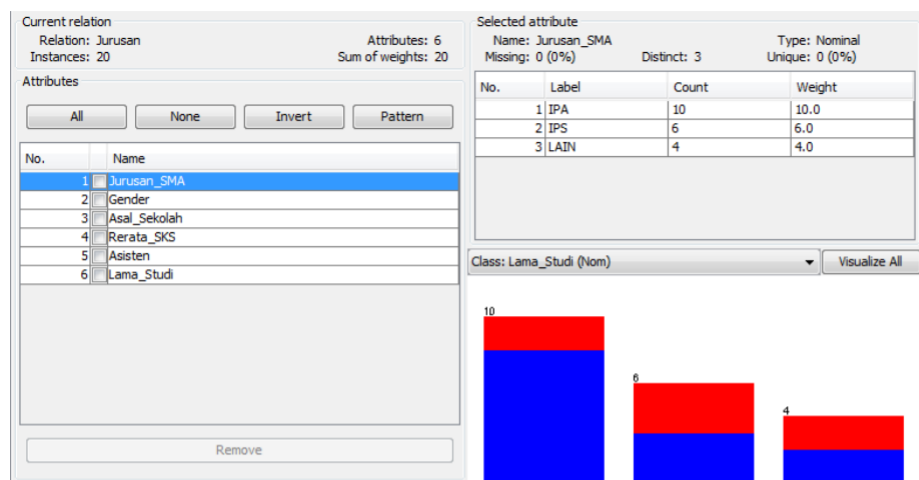 Current relation
Relation: Jurusan Attributes: 6
Instances: 20 Sum of weights: 20
Attributes
All None Invert Pattern
No. Name
1 Jurusan_SMA
2 Gender
3 Asal_Sekolah
4 Rerata_SKS
5 Asisten
6 Lama_Studi
Remove
Selected attribute
Name: Jurusan_SMA Type: Nominal
Missing: 0 (0%) Distinct: 3 Unique: 0 (0%)
No. Label Count Weight
1 IPA 10 10.0
2 IPS 6 6.0
3 LAIN 4 4.0
Class: Lama_Studi (Nom) Visualize All
10
6
4